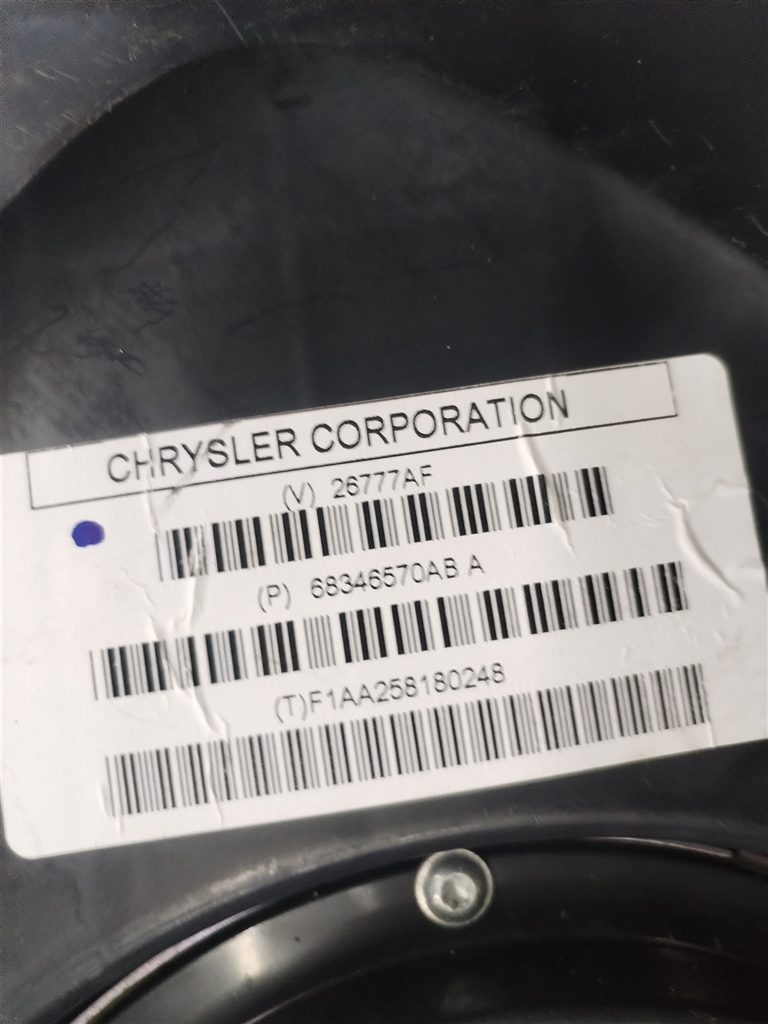 CHRYSLER CORPORATION
(V) 26777AF
(P) 68346570AB A
(T)F1AA258180248